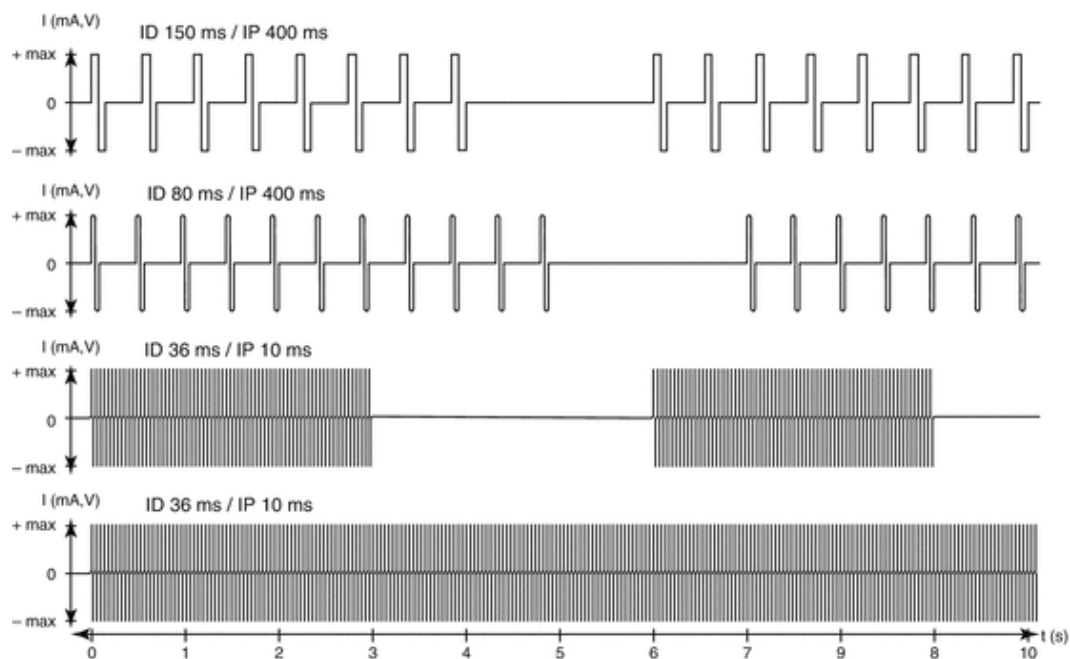 I (mA,V)
ID 150 ms / IP 400 ms
+ max
0
– max
I (mA,V)
ID 80 ms / IP 400 ms
+ max
0
– max
I (mA,V)
ID 36 ms / IP 10 ms
+ max
0
– max
I (mA,V)
ID 36 ms / IP 10 ms
+ max
0
– max
t (s)
0 1 2 3 4 5 6 7 9 8 10